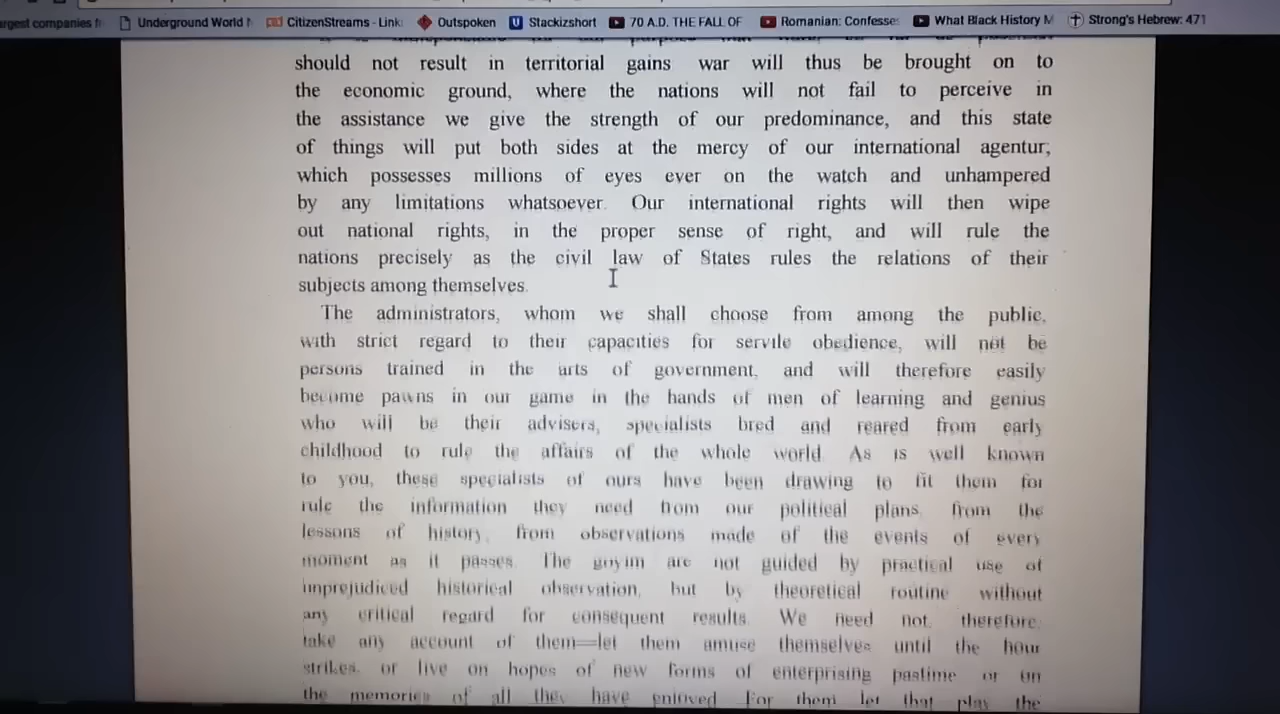 argest companies
Underground World
CitizenStreams - Link
Outspoken
Stackizshort
70 A.D. THE FALL OF
Romanian: Confesse
What Black History M
Strong's Hebrew: 471
should not result in territorial gains war will thus be brought on to
the economic ground, where the nations will not fail to perceive in
the assistance we give the strength of our predominance, and this state
of things will put both sides at the mercy of our international agentur;
which possesses millions of eyes ever on the watch and unhampered
by any limitations whatsoever. Our international rights will then wipe
out national rights, in the proper sense of right, and will rule the
nations precisely as the civil law of States rules the relations of their
subjects among themselves.
The administrators, whom we shall choose from among the public,
with strict regard to their capacities for servile obedience, will not be
persons trained in the arts of government, and will therefore easily
become pawns in our game in the hands of men of learning and genius
who will be their advisers, specialists bred and reared from early
childhood to rule the affairs of the whole world. As is well known
to you, these specialists of ours have been drawing to fit them for
rule the information they need from our political plans from the
lessons of history, from observations made of the events of every
moment as it passes. The goyim are not guided by practical use of
unprejudiced historical observation, but by theoretical routine without
any critical regard for consequent results. We need not, therefore,
take any account of them—let them amuse themselves until the hour
strikes, or live on hopes of new forms of enterprising pastime or on
the memories of all they have enjoyed. For them let that play the